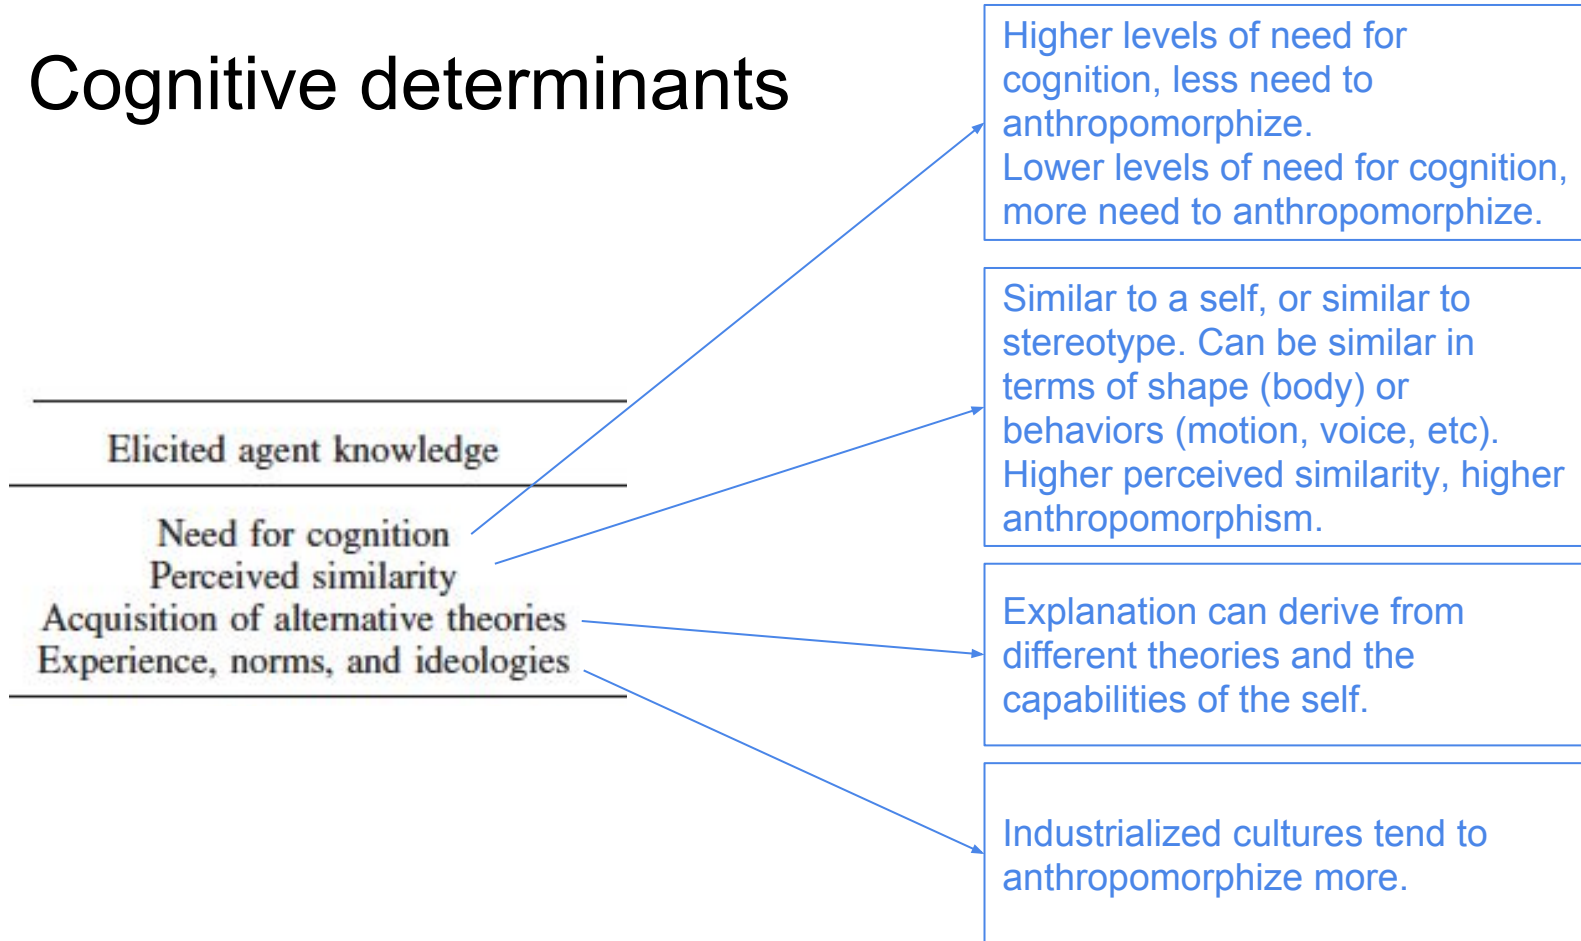 Cognitive determinants
Elicited agent knowledge
Need for cognition
Perceived similarity
Acquisition of alternative theories
Experience, norms, and ideologies
Higher levels of need for
cognition, less need to
anthropomorphize.
Lower levels of need for cognition,
more need to anthropomorphize.
Similar to a self, or similar to
stereotype. Can be similar in
terms of shape (body) or
behaviors (motion, voice, etc).
Higher perceived similarity, higher
anthropomorphism.
Explanation can derive from
different theories and the
capabilities of the self.
Industrialized cultures tend to
anthropomorphize more.